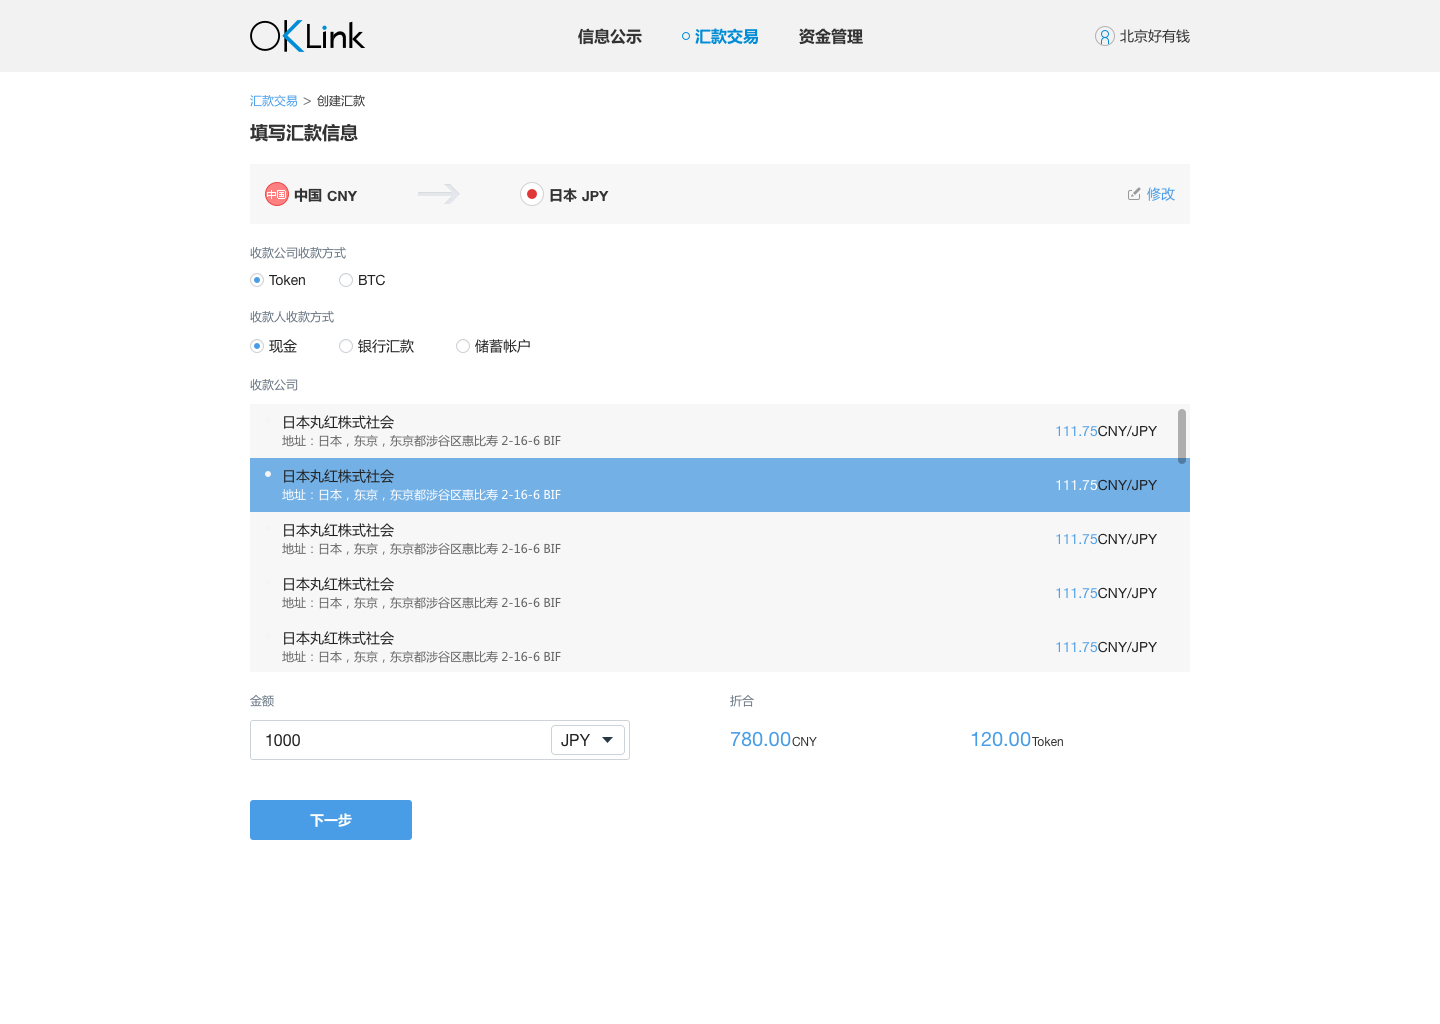 OKLink
信息公示
汇款交易
资金管理
北京好有钱
汇款交易 > 创建汇款
填写汇款信息
中国 中国 CNY
日本 JPY
修改
收款公司收款方式
Token
BTC
收款人收款方式
现金
银行汇款
储蓄帐户
收款公司
日本丸红株式社会
地址：日本，东京，东京都涉谷区惠比寿 2-16-6 BIF
111.75CNY/JPY
日本丸红株式社会
地址：日本，东京，东京都涉谷区惠比寿 2-16-6 BIF
111.75CNY/JPY
日本丸红株式社会
地址：日本，东京，东京都涉谷区惠比寿 2-16-6 BIF
111.75CNY/JPY
日本丸红株式社会
地址：日本，东京，东京都涉谷区惠比寿 2-16-6 BIF
111.75CNY/JPY
日本丸红株式社会
地址：日本，东京，东京都涉谷区惠比寿 2-16-6 BIF
111.75CNY/JPY
金额
折合
1000
JPY
780.00CNY
120.00Token
下一步